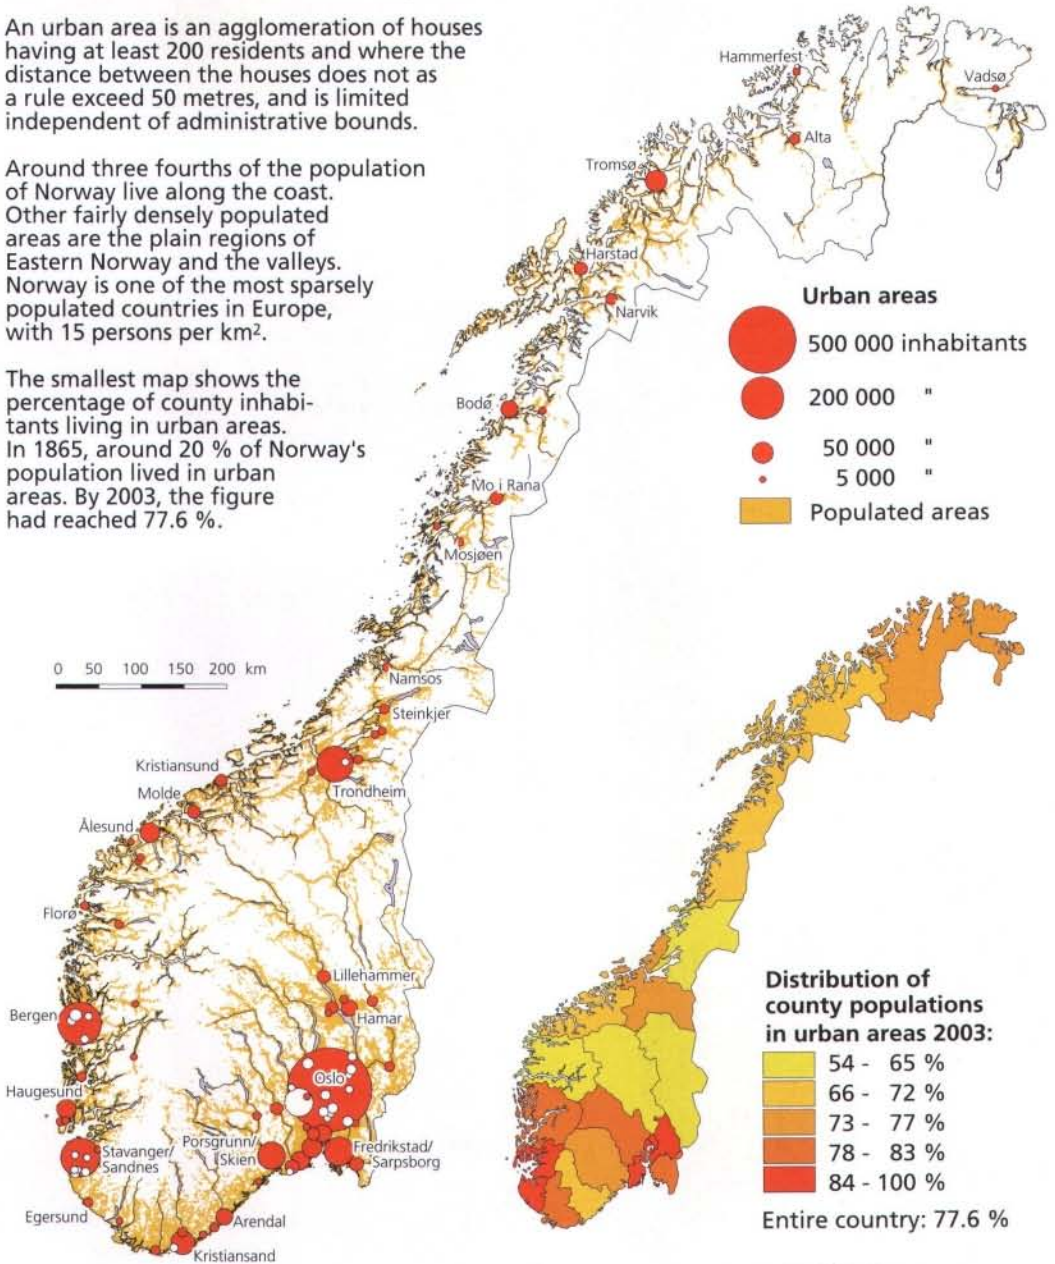 An urban area is an agglomeration of houses
having at least 200 residents and where the
distance between the houses does not as
a rule exceed 50 metres, and is limited
independent of administrative bounds.
Around three fourths of the population
of Norway live along the coast.
Other fairly densely populated
areas are the plain regions of
Eastern Norway and the valleys.
Norway is one of the most sparsely
populated countries in Europe,
with 15 persons per km².
The smallest map shows the
percentage of county inhabi-
tants living in urban areas.
In 1865, around 20 % of Norway's
population lived in urban
areas. By 2003, the figure
had reached 77.6 %.
Hammerfest
Vadsø
Alta
Tromsø
Harstad
Narvik
Bodø
Mo i Rana
Mosjøen
Namsos
Steinkjer
Kristiansund
Trondheim
Molde
Ålesund
Florø
Lillehammer
Bergen
Hamar
Oslo
Haugesund
Porsgrunn/
Skien
Fredrikstad/
Sarpsborg
Stavanger/
Sandnes
Egersund
Arendal
Kristiansand
0 50 100 150 200 km
Urban areas
500 000 inhabitants
200 000 "
50 000 "
5 000 "
Populated areas
Distribution of
county populations
in urban areas 2003:
54 - 65 %
66 - 72 %
73 - 77 %
78 - 83 %
84 - 100 %
Entire country: 77.6 %